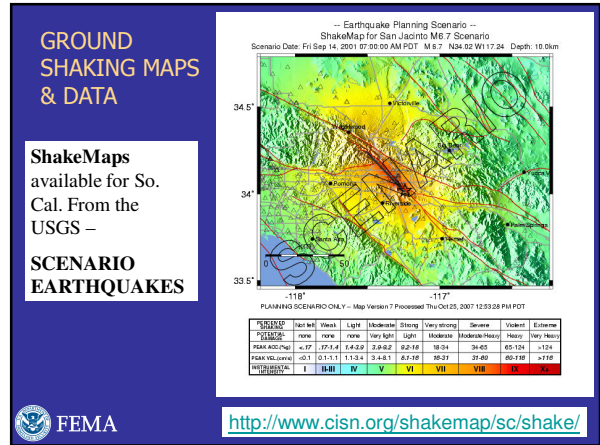 GROUND
SHAKING MAPS
& DATA
ShakeMaps
available for So.
Cal. From the
USGS –
SCENARIO
EARTHQUAKES
-- Earthquake Planning Scenario --
ShakeMap for San Jacinto M6.7 Scenario
Scenario Date: Fri Sep 14, 2001 07:00:00 AM PDT M 6.7 N34.02 W117.24 Depth: 10.0km
34.5°
Victorville
Wrightwood
Big Bear
34°
Pomona
Riverside
Palm Springs
Santa Ana
Hemet
km
50
33.5°
-118°
-117°
PLANNING SCENARIO ONLY -- Map Version 7 Processed Thu Oct 25, 2007 12:53:28 PM PDT
PERCEIVED SHAKING Not felt Weak Light Moderate Strong Very strong Severe Violent Extreme
POTENTIAL DAMAGE none none none Very light Light Moderate Moderate/Heavy Heavy Very Heavy
PEAK ACC.(%g) <.17 .17-1.4 1.4-3.9 3.9-9.2 9.2-18 18-34 34-65 65-124 >124
PEAK VEL.(cm/s) <0.1 0.1-1.1 1.1-3.4 3.4-8.1 8.1-16 16-31 31-60 60-116 >116
INSTRUMENTAL INTENSITY I II-III IV V VI VII VIII IX X+
FEMA
http://www.cisn.org/shakemap/sc/shake/